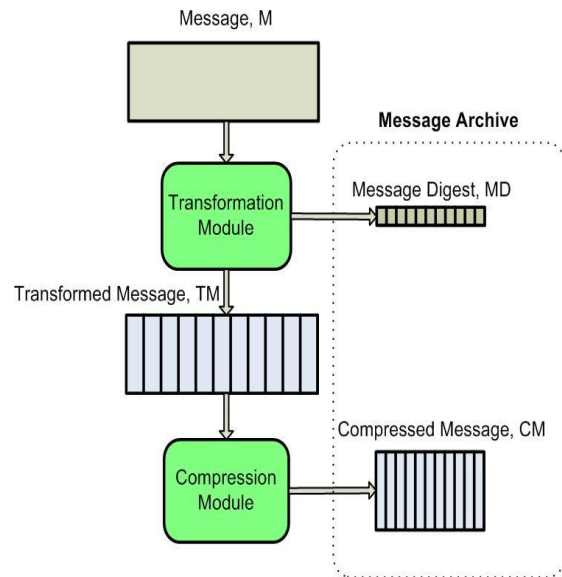 Message, M
Message Archive
Transformation
Module
Message Digest, MD
Transformed Message, TM
Compressed Message, CM
Compression
Module